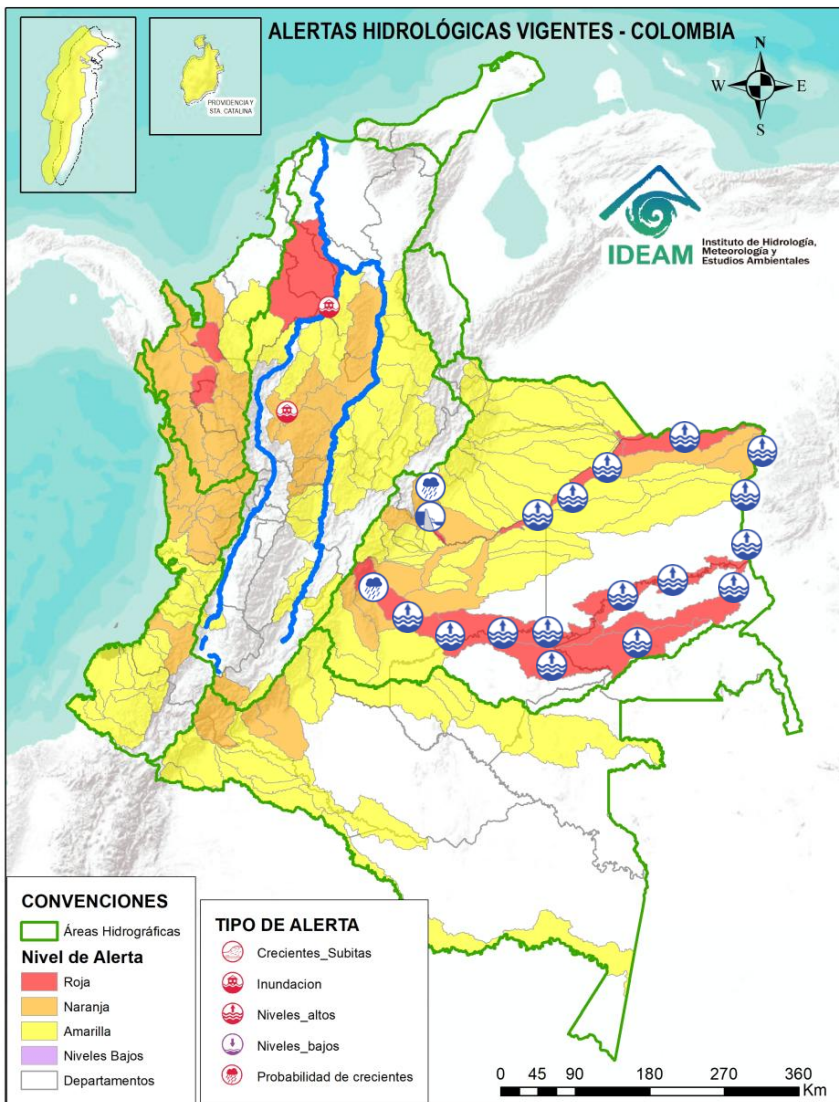 ALERTAS HIDROLÓGICAS VIGENTES - COLOMBIA
PROVIDENCIA Y
STA. CATALINA
N
W
E
S
IDEAM
Instituto de Hidrología,
Meteorología y
Estudios Ambientales
CONVENCIONES
Áreas Hidrográficas
Nivel de Alerta
Roja
Naranja
Amarilla
Niveles Bajos
Departamentos
TIPO DE ALERTA
Crecientes_Subitas
Inundacion
Niveles_altos
Niveles_bajos
Probabilidad de crecientes
0 45 90 180 270 360
Km